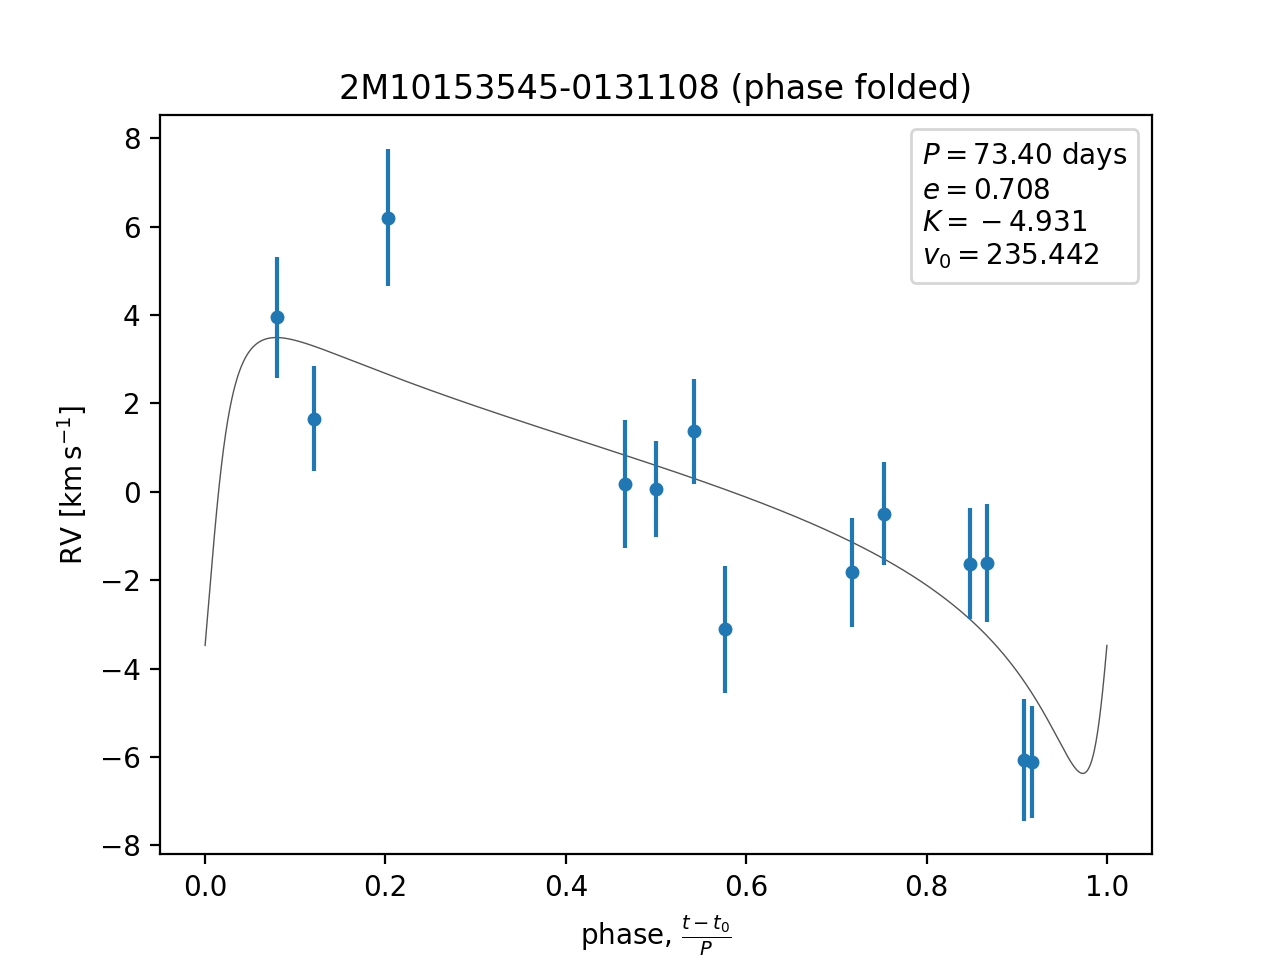 2M10153545-0131108 (phase folded)
P = 73.40 days
e = 0.708
K = −4.931
v₀ = 235.442
8
6
4
2
0
−2
−4
−6
−8
RV [km s⁻¹]
0.0 0.2 0.4 0.6 0.8 1.0
phase, (t − t₀)/P